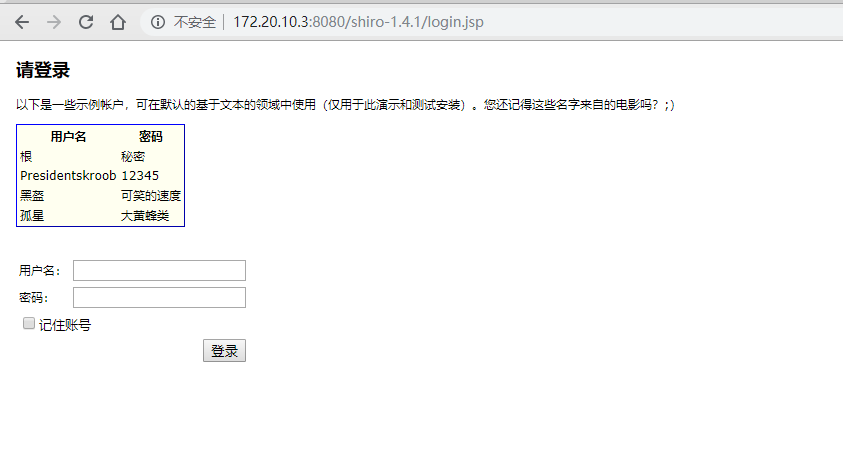 不安全 | 172.20.10.3:8080/shiro-1.4.1/login.jsp
请登录
以下是一些示例帐户，可在默认的基于文本的领域中使用（仅用于此演示和测试安装）。您还记得这些名字来自的电影吗？;）
用户名 密码
根 秘密
Presidentskroob 12345
黑盔 可笑的速度
孤星 大黄蜂类
用户名：
密码：
记住账号
登录